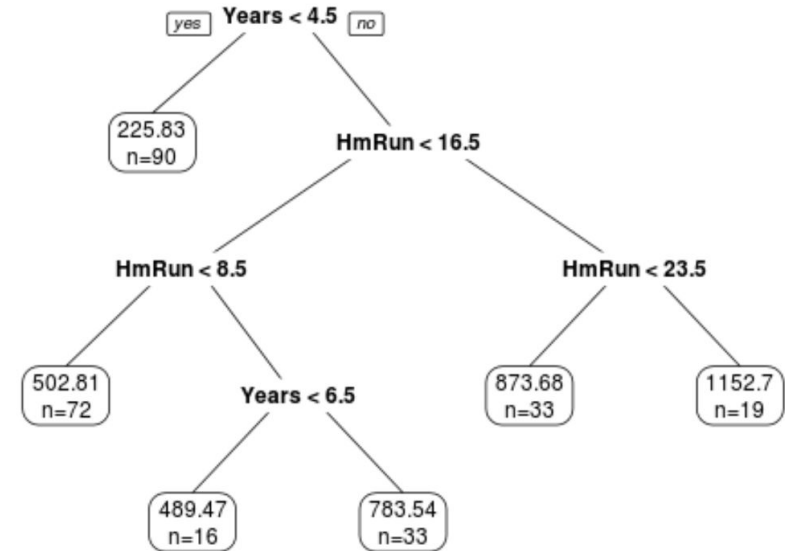 yes Years < 4.5 no
225.83
n=90
HmRun < 16.5
HmRun < 8.5
HmRun < 23.5
502.81
n=72
Years < 6.5
873.68
n=33
1152.7
n=19
489.47
n=16
783.54
n=33